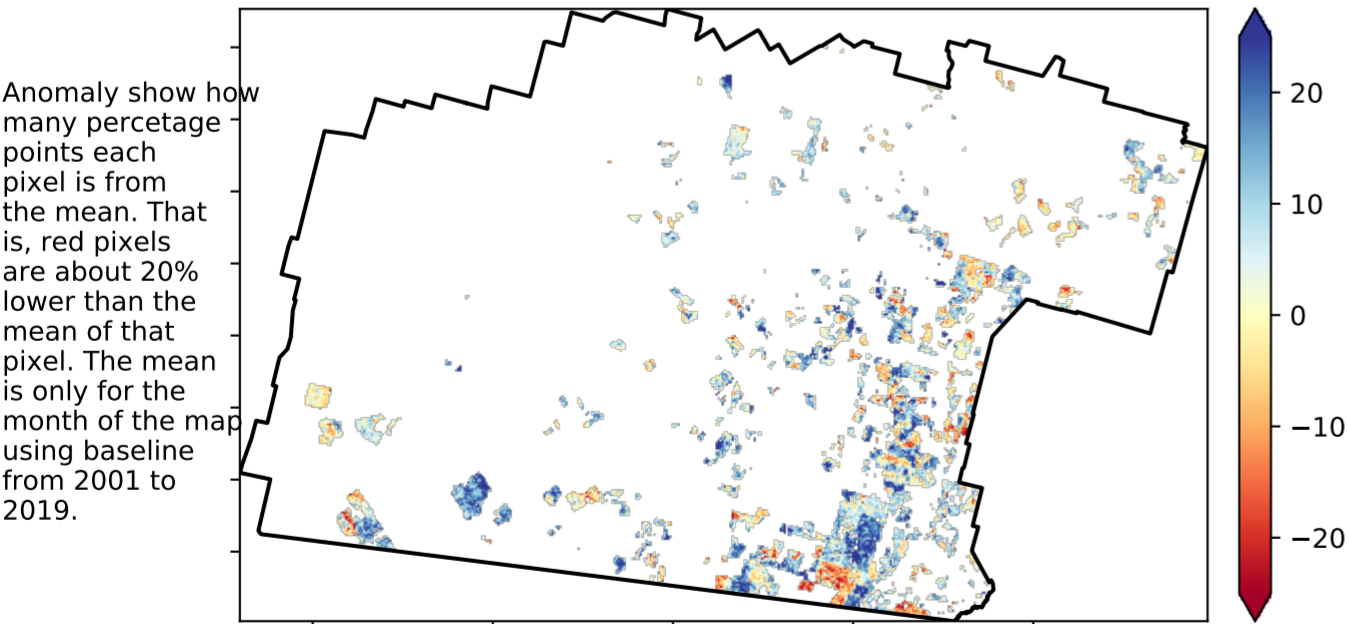 Anomaly show how
many percetage
points each
pixel is from
the mean. That
is, red pixels
are about 20%
lower than the
mean of that
pixel. The mean
is only for the
month of the map
using baseline
from 2001 to
2019.
20
10
0
−10
−20